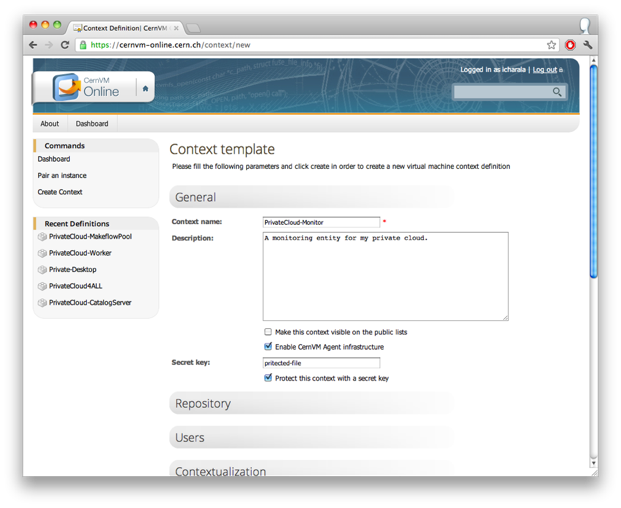 Context Definition | CernVM
https://cernvm-online.cern.ch/context/new
Logged in as icharala | Log out
CernVM
Online
About Dashboard
Commands
Dashboard
Pair an instance
Create Context
Recent Definitions
PrivateCloud-MakeflowPool
PrivateCloud-Worker
Private-Desktop
PrivateCloud4ALL
PrivateCloud-CatalogServer
Context template
Please fill the following parameters and click create in order to create a new virtual machine context definition
General
Context name: PrivateCloud-Monitor *
Description: A monitoring entity for my private cloud.
Make this context visible on the public lists
Enable CernVM Agent infrastructure
Secret key: pritected-file
Protect this context with a secret key
Repository
Users
Contextualization